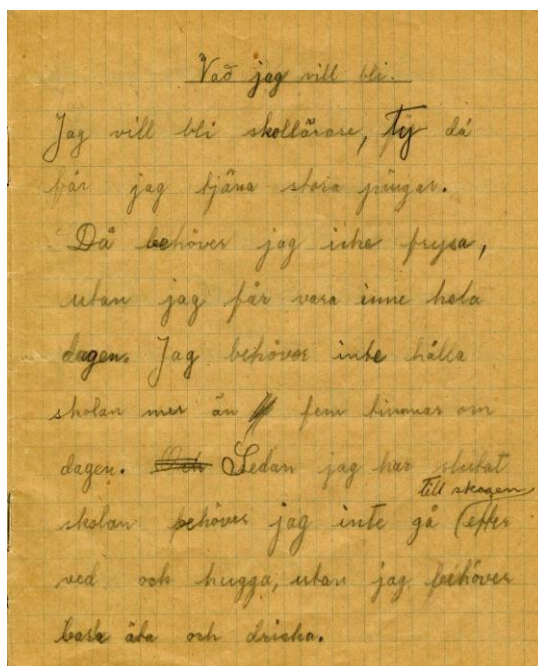 Vad jag vill bli.
Jag vill bli skollärare, ty då
får jag tjäna stora pängar.
Då behöver jag icke frysa,
utan jag får vara inne hela
dagen. Jag behöver inte hålla
skolan mer än fem timmar om
dagen. Och Sedan jag har slutat
till skogen
skolan behöver jag inte gå (efter
ved och hugga, utan jag behöver
bara äta och dricka.